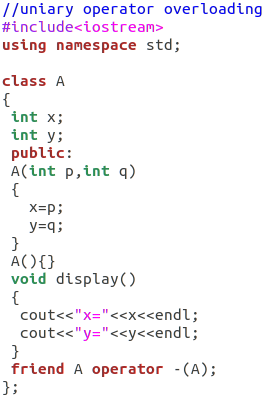 //uniary operator overloading
#include<iostream>
using namespace std;
class A
{
int x;
int y;
public:
A(int p,int q)
{
x=p;
y=q;
}
A(){}
void display()
{
cout<<"x="<<x<<endl;
cout<<"y="<<y<<endl;
}
friend A operator -(A);
};